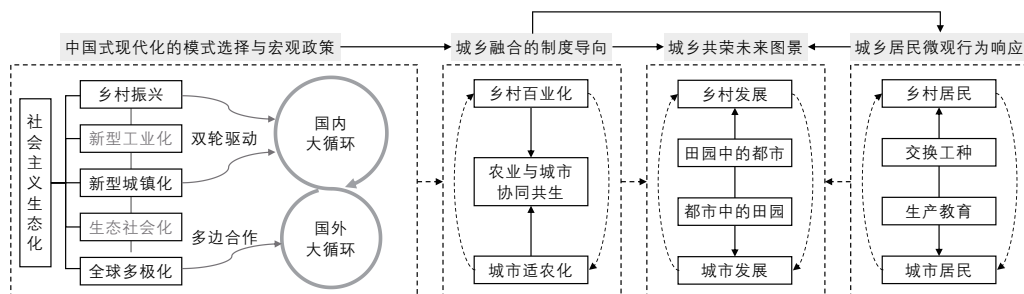 中国式现代化的模式选择与宏观政策
城乡融合的制度导向
城乡共荣未来图景
城乡居民微观行为响应
社会主义生态化
乡村振兴
新型工业化
新型城镇化
生态社会化
全球多极化
双轮驱动
多边合作
国内
大循环
国外
大循环
乡村百业化
农业与城市
协同共生
城市适农化
乡村发展
田园中的都市
都市中的田园
城市发展
乡村居民
交换工种
生产教育
城市居民